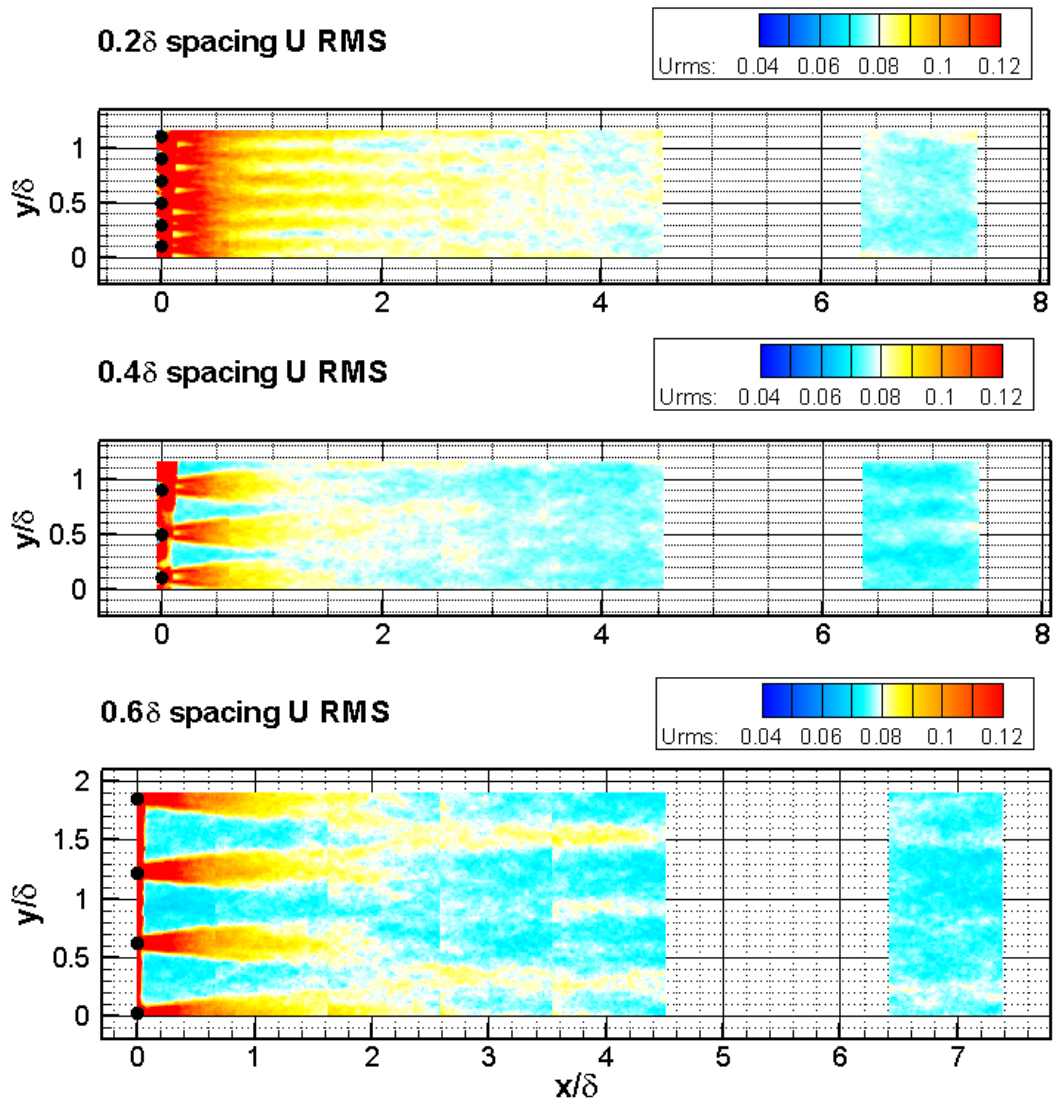 0.2δ spacing U RMS
Urms: 0.04 0.06 0.08 0.1 0.12
y/δ
1
0.5
0
0 2 4 6 8
0.4δ spacing U RMS
Urms: 0.04 0.06 0.08 0.1 0.12
y/δ
1
0.5
0
0 2 4 6 8
0.6δ spacing U RMS
Urms: 0.04 0.06 0.08 0.1 0.12
y/δ
2
1.5
1
0.5
0
0 1 2 3 4 5 6 7
x/δ